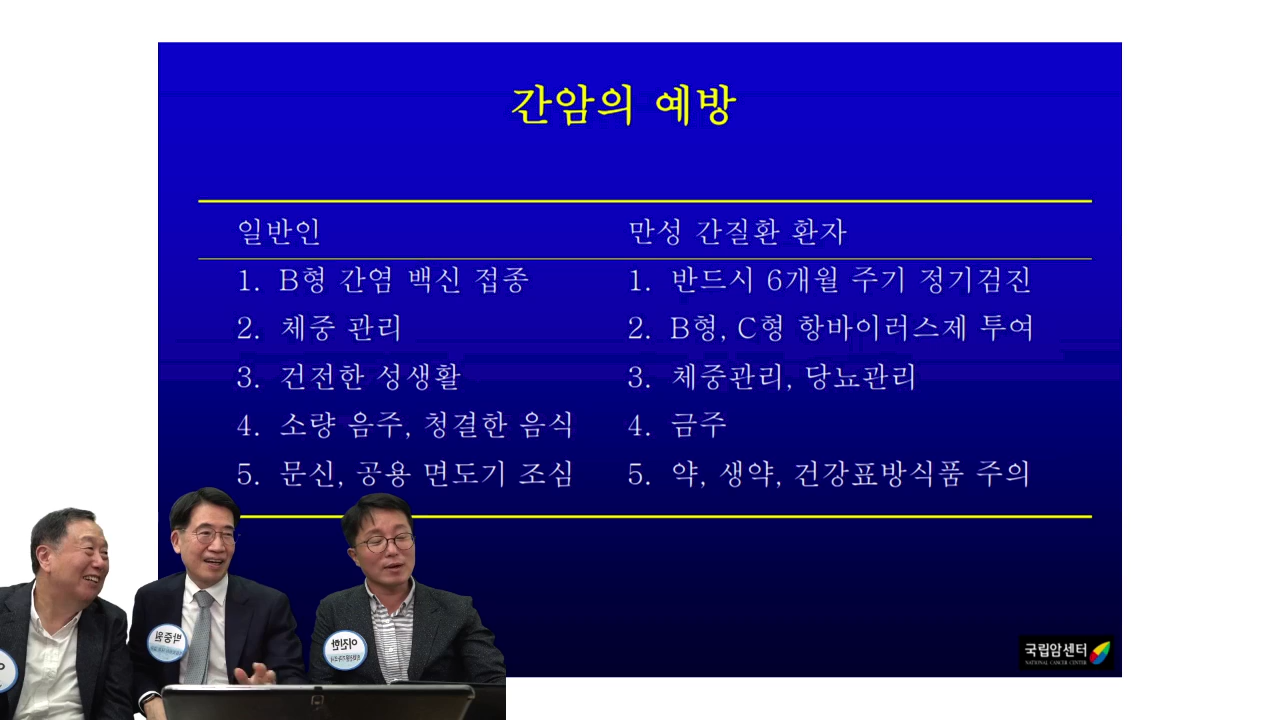 간암의 예방
일반인
1. B형 간염 백신 접종
2. 체중 관리
3. 건전한 성생활
4. 소량 음주, 청결한 음식
5. 문신, 공용 면도기 조심
만성 간질환 환자
1. 반드시 6개월 주기 정기검진
2. B형, C형 항바이러스제 투여
3. 체중관리, 당뇨관리
4. 금주
5. 약, 생약, 건강표방식품 주의
박중원
이진한
국립암센터
NATIONAL CANCER CENTER